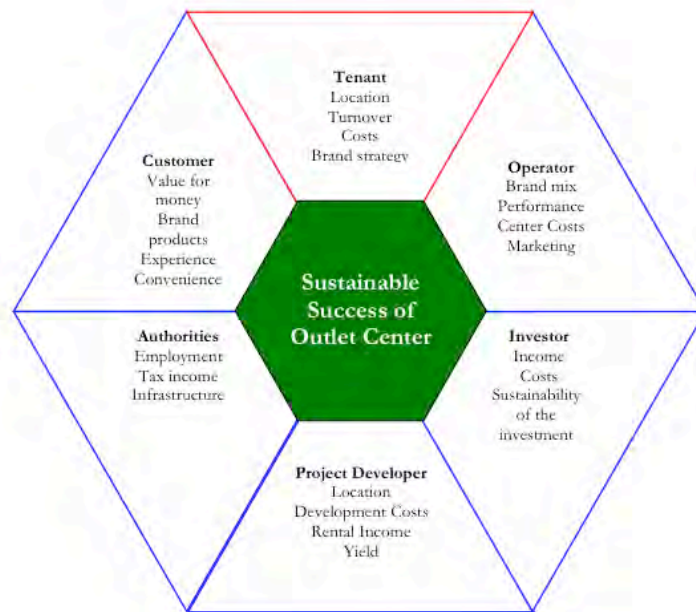 Tenant
Location
Turnover
Costs
Brand strategy
Customer
Value for
money
Brand
products
Experience
Convenience
Operator
Brand mix
Performance
Center Costs
Marketing
Sustainable
Success of
Outlet Center
Authorities
Employment
Tax income
Infrastructure
Investor
Income
Costs
Sustainability
of the
investment
Project Developer
Location
Development Costs
Rental Income
Yield